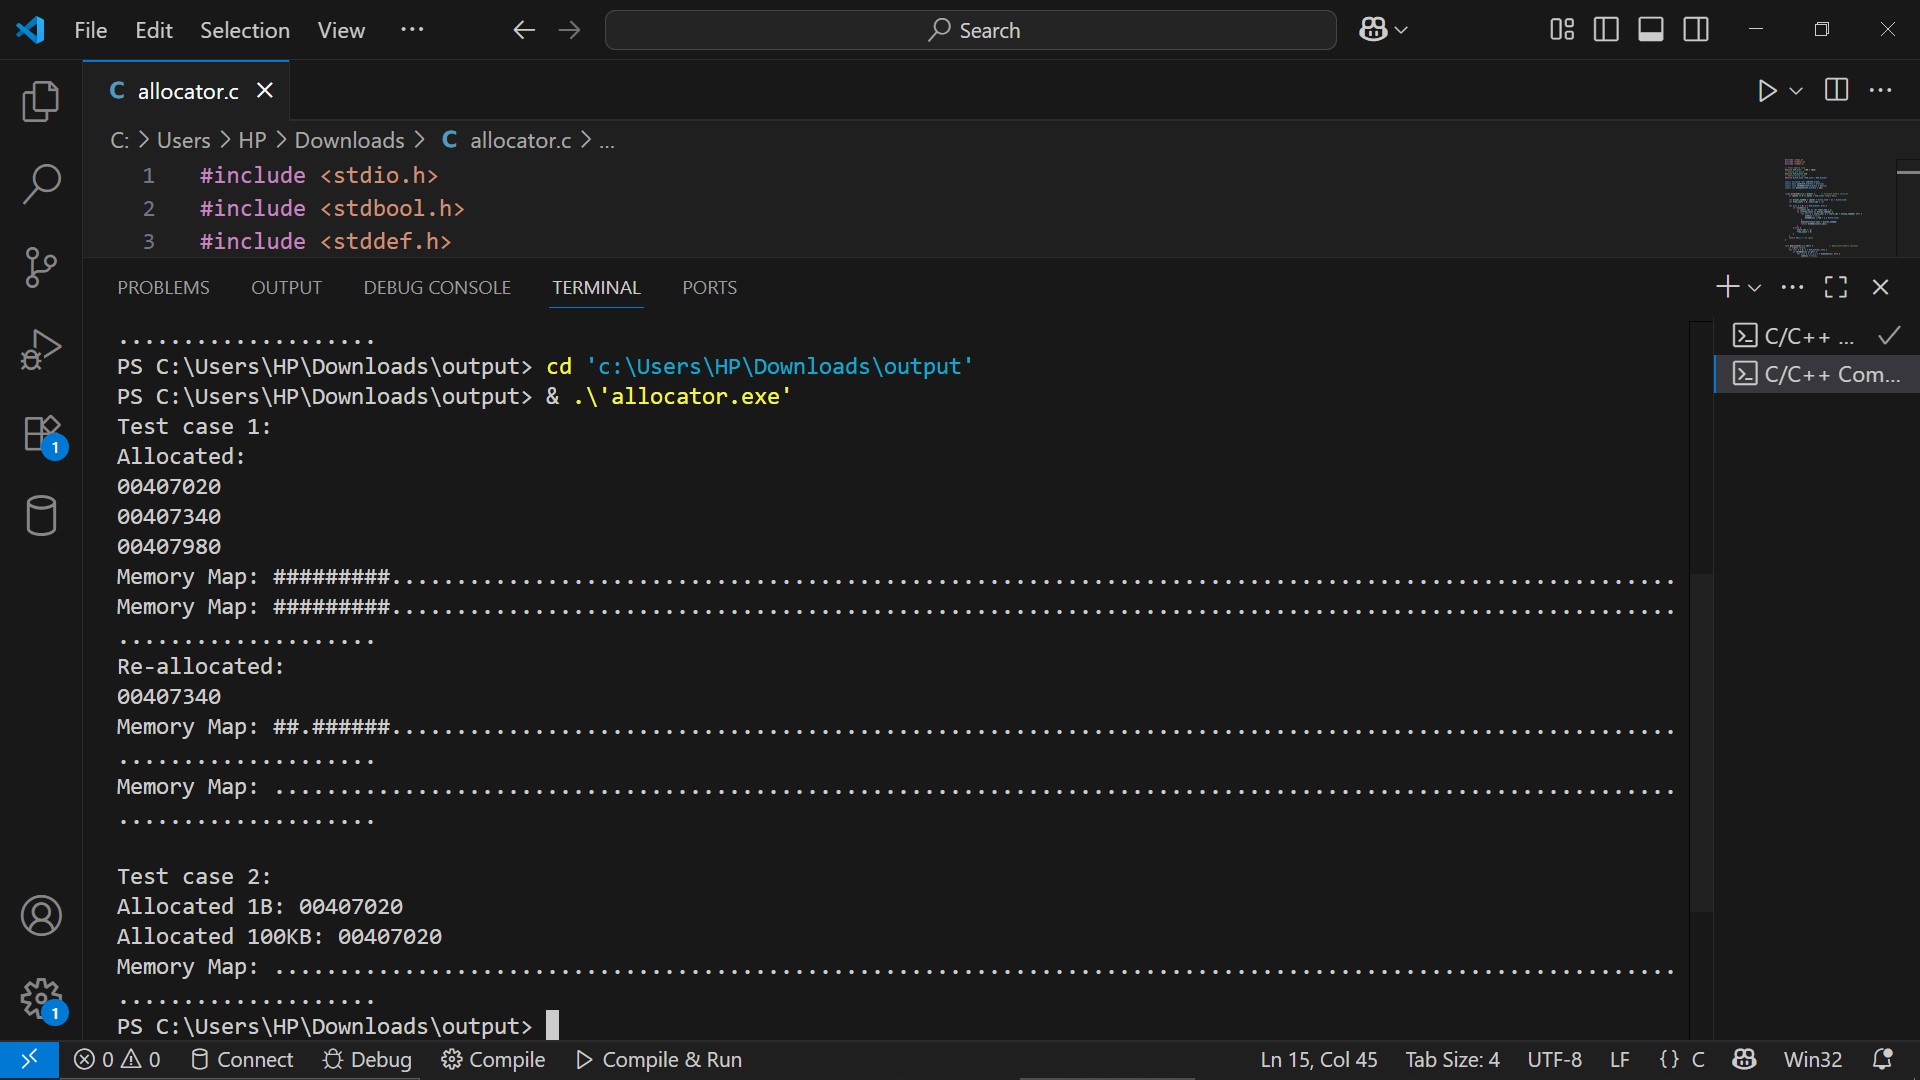 File Edit Selection View ···
Search
C allocator.c
C: > Users > HP > Downloads > C allocator.c > ...
1 #include <stdio.h>
2 #include <stdbool.h>
3 #include <stddef.h>
PROBLEMS OUTPUT DEBUG CONSOLE TERMINAL PORTS
....................
PS C:\Users\HP\Downloads\output> cd 'c:\Users\HP\Downloads\output'
PS C:\Users\HP\Downloads\output> & .\'allocator.exe'
Test case 1:
Allocated:
00407020
00407340
00407980
Memory Map: #########...................................................................................................
Memory Map: #########...................................................................................................
....................
Re-allocated:
00407340
Memory Map: ##.######...................................................................................................
....................
Memory Map: ............................................................................................................
....................
Test case 2:
Allocated 1B: 00407020
Allocated 100KB: 00407020
Memory Map: ............................................................................................................
....................
PS C:\Users\HP\Downloads\output>
C/C++ ...
C/C++ Com...
1
1
0 0 Connect Debug Compile Compile & Run Ln 15, Col 45 Tab Size: 4 UTF-8 LF {} C Win32